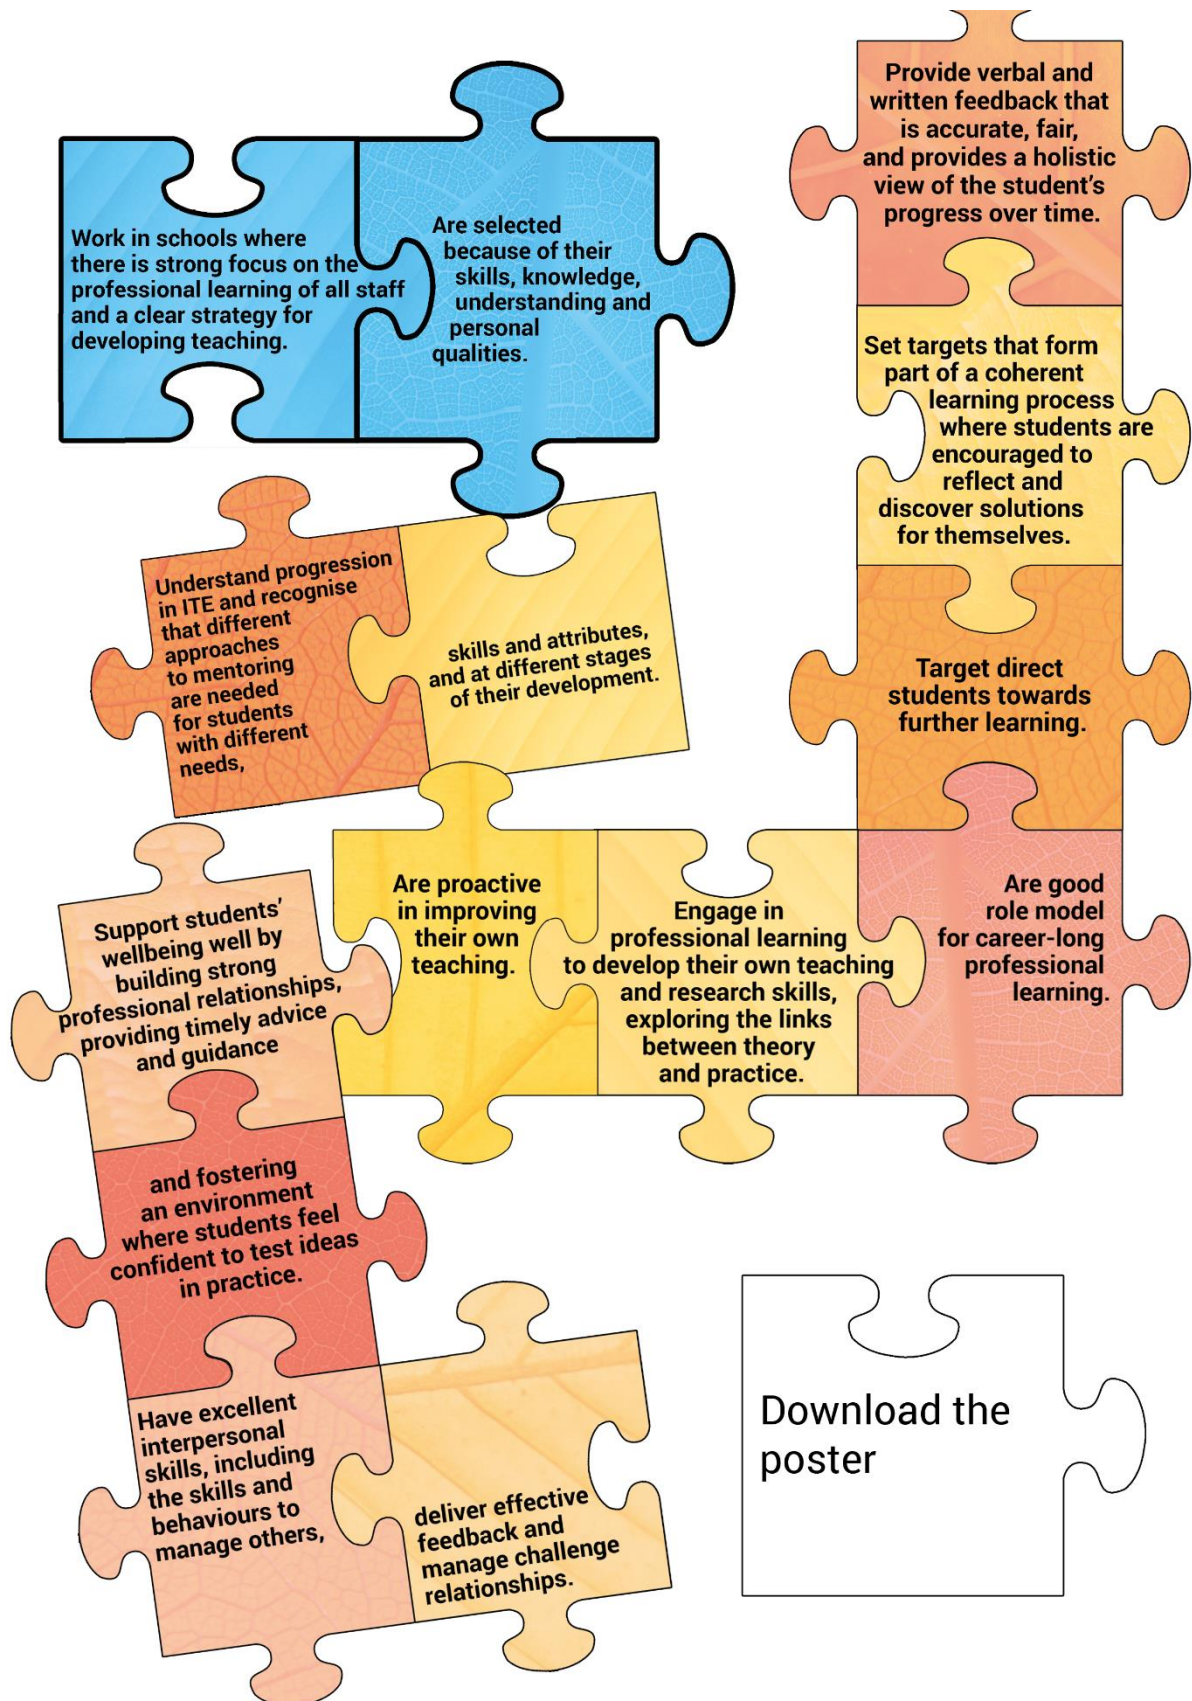 Work in schools where
there is strong focus on the
professional learning of all staff
and a clear strategy for
developing teaching.
Are selected
because of their
skills, knowledge,
understanding and
personal
qualities.
Provide verbal and
written feedback that
is accurate, fair,
and provides a holistic
view of the student’s
progress over time.
Set targets that form
part of a coherent
learning process
where students are
encouraged to
reflect and
discover solutions
for themselves.
Target direct
students towards
further learning.
Understand progression
in ITE and recognise
that different
approaches
to mentoring
are needed
for students
with different
needs,
skills and attributes,
and at different stages
of their development.
Are proactive
in improving
their own
teaching.
Engage in
professional learning
to develop their own teaching
and research skills,
exploring the links
between theory
and practice.
Are good
role model
for career-long
professional
learning.
Support students’
wellbeing well by
building strong
professional relationships,
providing timely advice
and guidance
and fostering
an environment
where students feel
confident to test ideas
in practice.
Have excellent
interpersonal
skills, including
the skills and
behaviours to
manage others,
deliver effective
feedback and
manage challenge
relationships.
Download the
poster